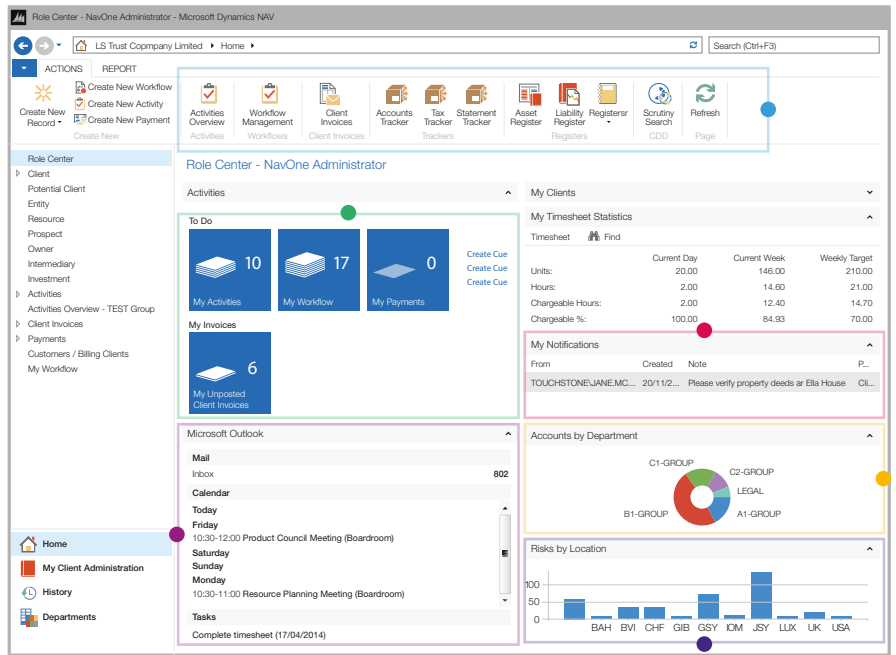 Role Center - NavOne Administrator - Microsoft Dynamics NAV
LS Trust Copmpany Limited Home
Search (Ctrl+F3)
ACTIONS REPORT
Create New Record
Create New Workflow
Create New Activity
Create New Payment
Create New
Activities Overview
Activities
Workflow Management
Workflows
Client Invoices
Client Invoices
Accounts Tracker
Tax Tracker
Statement Tracker
Trackers
Asset Register
Liability Register
Registersr
Registers
Scrutiny Search
CDD
Refresh
Page
Role Center
Client
Potential Client
Entity
Resource
Prospect
Owner
Intermediary
Investment
Activities
Activities Overview - TEST Group
Client Invoices
Payments
Customers / Billing Clients
My Workflow
Home
My Client Administration
History
Departments
Role Center - NavOne Administrator
Activities
To Do
10
My Activities
17
My Workflow
0
My Payments
Create Cue
Create Cue
Create Cue
My Invoices
6
My Unposted
Client Invoices
Microsoft Outlook
Mail
Inbox 802
Calendar
Today
Friday
10:30-12:00 Product Council Meeting (Boardroom)
Saturday
Sunday
Monday
10:30-11:00 Resource Planning Meeting (Boardroom)
Tasks
Complete timesheet (17/04/2014)
My Clients
My Timesheet Statistics
Timesheet Find
Current Day Current Week Weekly Target
Units: 20.00 146.00 210.00
Hours: 2.00 14.60 21.00
Chargeable Hours: 2.00 12.40 14.70
Chargeable %: 100.00 84.93 70.00
My Notifications
From Created Note P...
TOUCHSTONE\JANE.MC... 20/11/2... Please verify property deeds ar Ella House Cli...
Accounts by Department
C1-GROUP
C2-GROUP
LEGAL
B1-GROUP
A1-GROUP
Risks by Location
100
50
0
BAH BVI CHF GIB GSY IOM JSY LUX UK USA